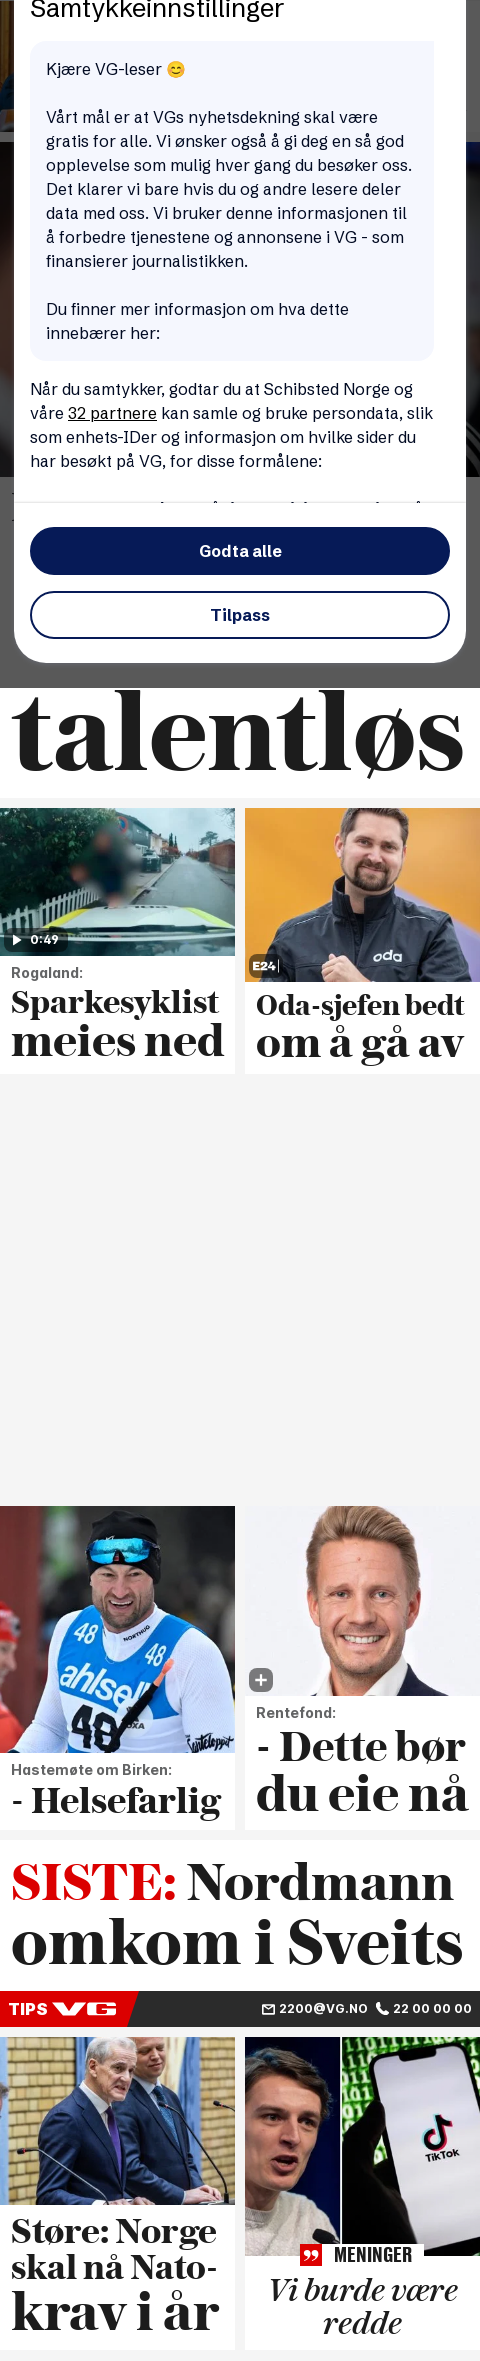 Samtykkeinnstillinger
Kjære VG-leser 😊
Vårt mål er at VGs nyhetsdekning skal være
gratis for alle. Vi ønsker også å gi deg en så god
opplevelse som mulig hver gang du besøker oss.
Det klarer vi bare hvis du og andre lesere deler
data med oss. Vi bruker denne informasjonen til
å forbedre tjenestene og annonsene i VG - som
finansierer journalistikken.
Du finner mer informasjon om hva dette
innebærer her:
Når du samtykker, godtar du at Schibsted Norge og
våre 32 partnere kan samle og bruke persondata, slik
som enhets-IDer og informasjon om hvilke sider du
har besøkt på VG, for disse formålene:
Godta alle
Tilpass
talentløs
0:49
Rogaland:
Sparkesyklist
meies ned
oda
E24
Oda-sjefen bedt
om å gå av
48
48
NORTHUG
ahlsell
48
Santeloppet
Hastemøte om Birken:
- Helsefarlig
Rentefond:
- Dette bør
du eie nå
SISTE: Nordmann
omkom i Sveits
TIPS VG
2200@VG.NO
22 00 00 00
Støre: Norge
skal nå Nato-
krav i år
TikTok
MENINGER
Vi burde være
redde